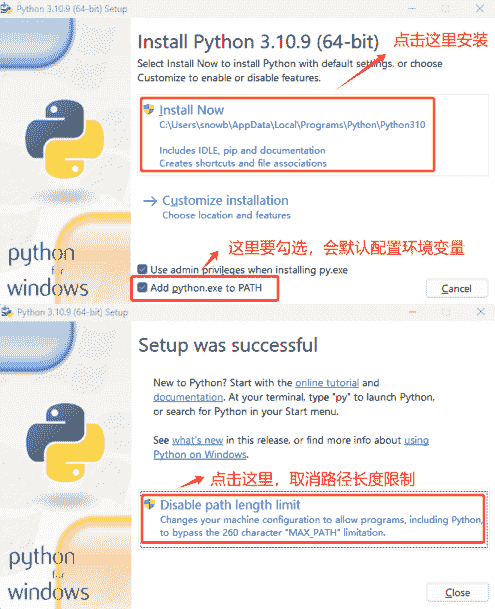 Python 3.10.9 (64-bit) Setup
Install Python 3.10.9 (64-bit)
点击这里安装
Select Install Now to install Python with default settings, or choose
Customize to enable or disable features.
Install Now
C:\Users\snowb\AppData\Local\Programs\Python\Python310
Includes IDLE, pip and documentation
Creates shortcuts and file associations
Customize installation
Choose location and features
这里要勾选，会默认配置环境变量
Use admin privileges when installing py.exe
Add python.exe to PATH
Cancel
python
for
windows
Python 3.10.9 (64-bit) Setup
Setup was successful
New to Python? Start with the online tutorial and
documentation. At your terminal, type "py" to launch Python,
or search for Python in your Start menu.
See what's new in this release, or find more info about using
Python on Windows.
点击这里，取消路径长度限制
Disable path length limit
Changes your machine configuration to allow programs, including Python,
to bypass the 260 character "MAX_PATH" limitation.
python
for
windows
Close